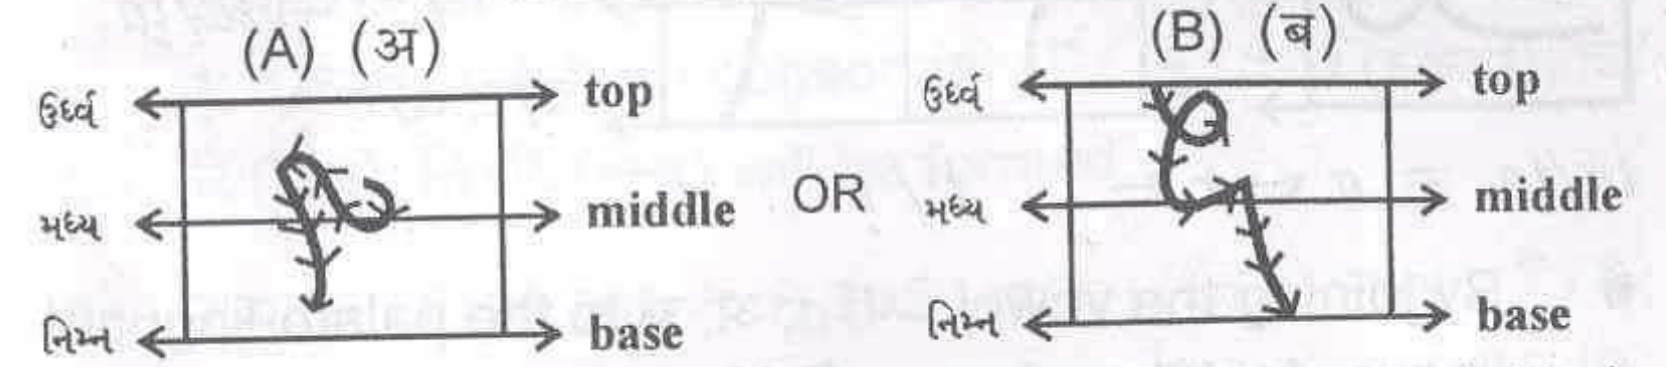 (A) (अ) (B) (ब)
ઉર્ધ્વ top ઉર્ધ્વ top
મધ્ય middle OR મધ્ય middle
નિમ્ન base નિમ્ન base